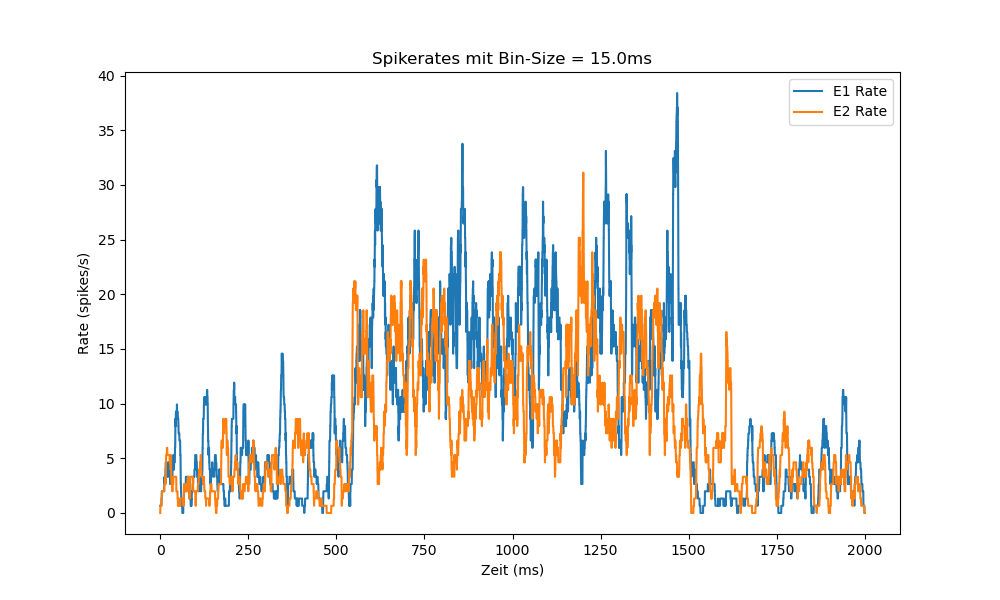 Spikerates mit Bin-Size = 15.0ms
E1 Rate
E2 Rate
40
35
30
25
20
15
10
5
0
Rate (spikes/s)
0 250 500 750 1000 1250 1500 1750 2000
Zeit (ms)